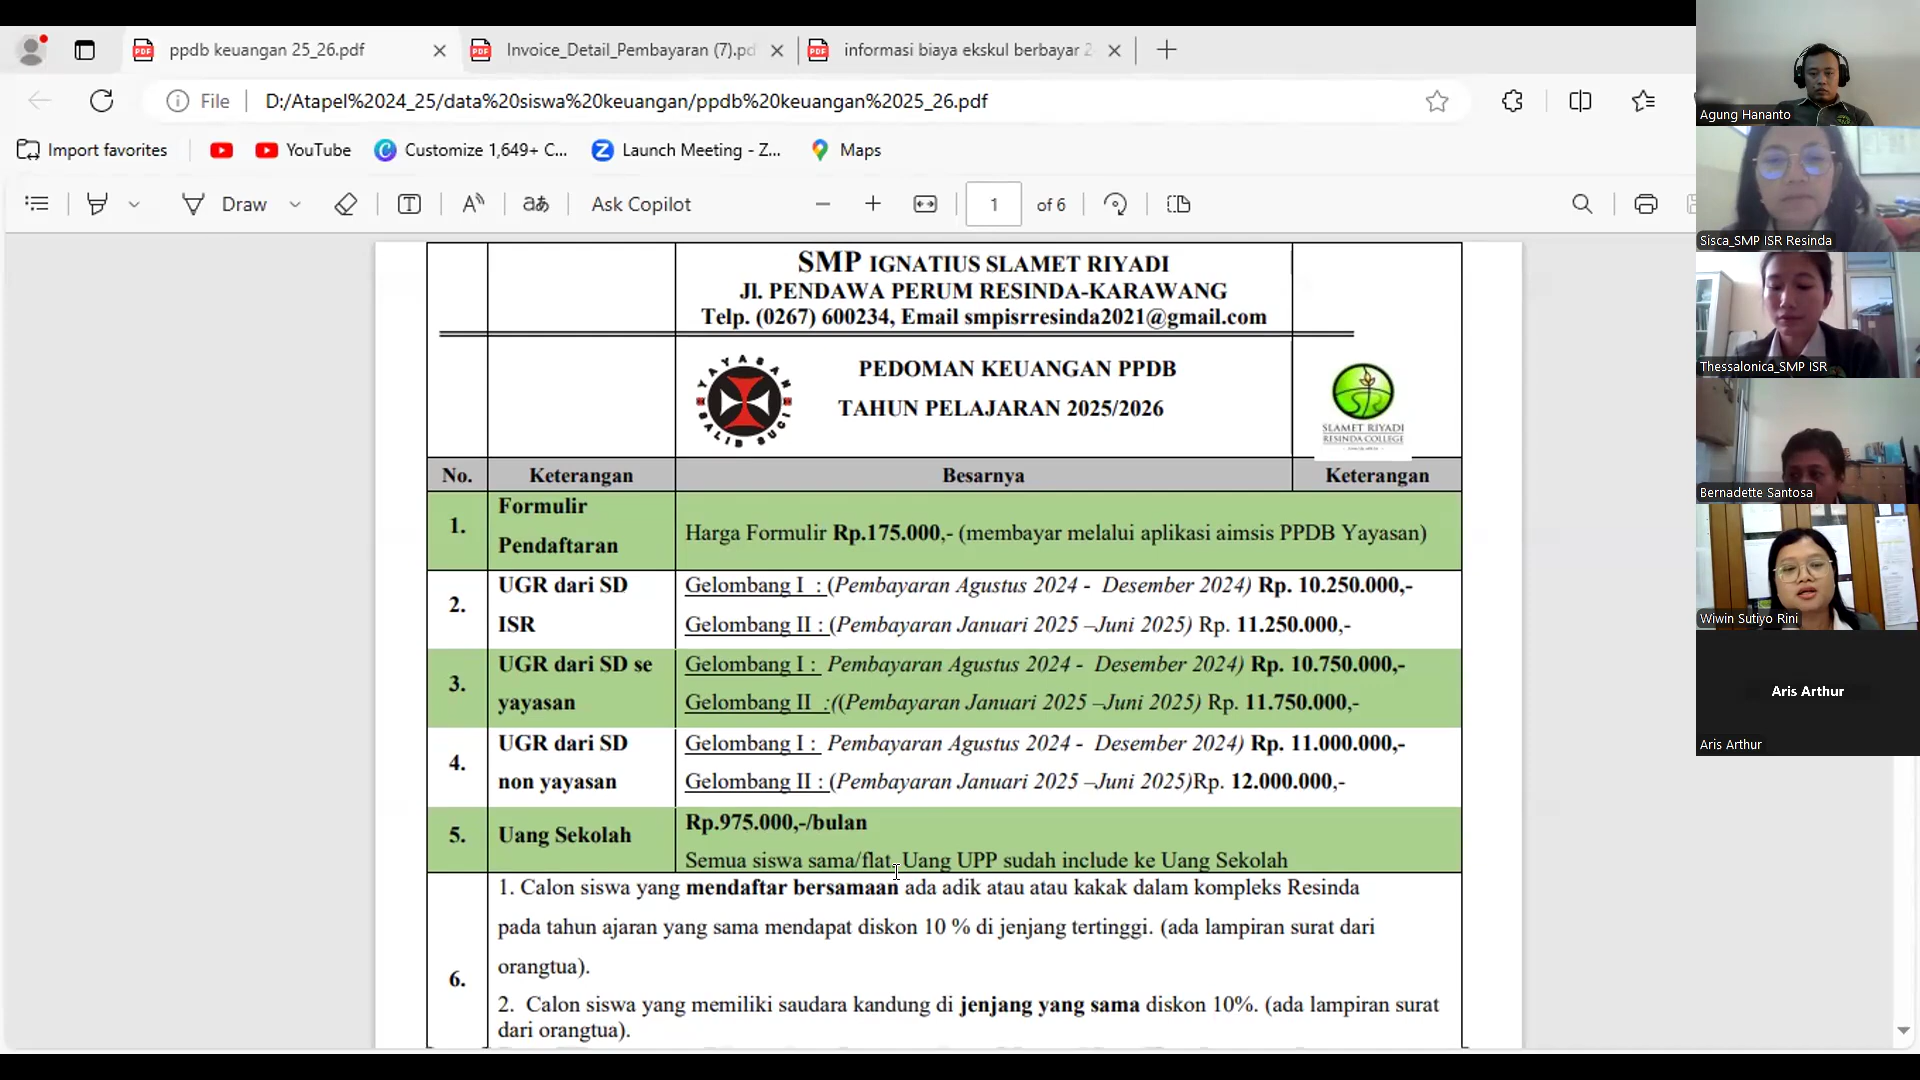 ppdb keuangan 25_26.pdf
Invoice_Detail_Pembayaran (7).pd
informasi biaya ekskul berbayar 2
File
D:/Atapel%2024_25/data%20siswa%20keuangan/ppdb%20keuangan%2025_26.pdf
Import favorites
YouTube
Customize 1,649+ C...
Launch Meeting - Z...
Maps
Draw
Ask Copilot
1 of 6
SMP IGNATIUS SLAMET RIYADI
Jl. PENDAWA PERUM RESINDA-KARAWANG
Telp. (0267) 600234, Email smpisrresinda2021@gmail.com
YAYASAN SALIB SUCI
PEDOMAN KEUANGAN PPDB
TAHUN PELAJARAN 2025/2026
SLAMET RIYADI
RESINDA COLLEGE
No. Keterangan Besarnya Keterangan
1. Formulir Pendaftaran
Harga Formulir Rp.175.000,- (membayar melalui aplikasi aimsis PPDB Yayasan)
2. UGR dari SD ISR
Gelombang I : (Pembayaran Agustus 2024 - Desember 2024) Rp. 10.250.000,-
Gelombang II : (Pembayaran Januari 2025 –Juni 2025) Rp. 11.250.000,-
3. UGR dari SD se yayasan
Gelombang I : Pembayaran Agustus 2024 - Desember 2024) Rp. 10.750.000,-
Gelombang II :((Pembayaran Januari 2025 –Juni 2025) Rp. 11.750.000,-
4. UGR dari SD non yayasan
Gelombang I : Pembayaran Agustus 2024 - Desember 2024) Rp. 11.000.000,-
Gelombang II : (Pembayaran Januari 2025 –Juni 2025)Rp. 12.000.000,-
5. Uang Sekolah
Rp.975.000,-/bulan
Semua siswa sama/flat. Uang UPP sudah include ke Uang Sekolah
6.
1. Calon siswa yang mendaftar bersamaan ada adik atau atau kakak dalam kompleks Resinda
pada tahun ajaran yang sama mendapat diskon 10 % di jenjang tertinggi. (ada lampiran surat dari
orangtua).
2. Calon siswa yang memiliki saudara kandung di jenjang yang sama diskon 10%. (ada lampiran surat
dari orangtua).
Agung Hananto
Sisca_SMP ISR Resinda
Thessalonica_SMP ISR
Bernadette Santosa
Wiwin Sutiyo Rini
Aris Arthur
Aris Arthur